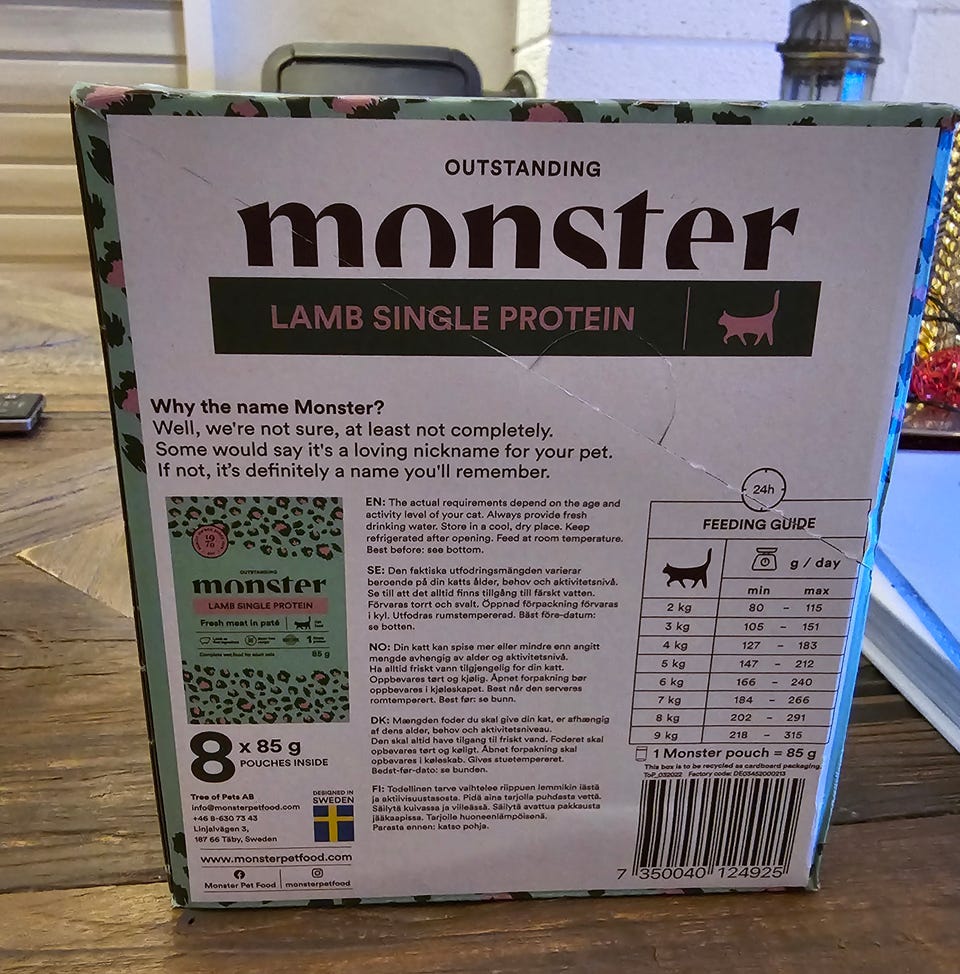 OUTSTANDING
monster
LAMB SINGLE PROTEIN
Why the name Monster?
Well, we're not sure, at least not completely.
Some would say it's a loving nickname for your pet.
If not, it's definitely a name you'll remember.
OUTSTANDING
monster
LAMB SINGLE PROTEIN
Fresh meat in paté
Complete wet food for adult cats
85 g
8 x 85 g
POUCHES INSIDE
Tree of Pets AB
info@monsterpetfood.com
+46 8-630 73 43
Linjalvägen 3,
187 66 Täby, Sweden
DESIGNED IN
SWEDEN
www.monsterpetfood.com
Monster Pet Food
monsterpetfood
EN: The actual requirements depend on the age and
activity level of your cat. Always provide fresh
drinking water. Store in a cool, dry place. Keep
refrigerated after opening. Feed at room temperature.
Best before: see bottom.
SE: Den faktiska utfodringsmängden varierar
beroende på din katts ålder, behov och aktivitetsnivå.
Se till att det alltid finns tillgång till färskt vatten.
Förvaras torrt och svalt. Öppnad förpackning förvaras
i kyl. Utfodras rumstempererad. Bäst före-datum:
se botten.
NO: Din katt kan spise mer eller mindre enn angitt
mengde avhengig av alder og aktivitetsnivå.
Ha alltid friskt vann tilgjengelig for din katt.
Oppbevares tørt og kjølig. Åpnet forpakning bør
oppbevares i kjøleskapet. Best når den serveres
romtemperert. Best før: se bunn.
DK: Mængden foder du skal give din kat, er afhængig
af dens alder, behov och aktivitetsniveau.
Den skal altid have tilgang til friskt vand. Foderet skal
opbevares tørt og køligt. Åbnet forpakning skal
opbevares i køleskab. Gives stuetempereret.
Bedst-før-dato: se bunden.
FI: Todellinen tarve vaihtelee riippuen lemmikin iästä
ja aktiivisuustasosta. Pidä aina tarjolla puhdasta vettä.
Säilytä kuivassa ja viileässä. Säilytä avattua pakkausta
jääkaapissa. Tarjoile huoneenlämpöisenä.
Parasta ennen: katso pohja.
24h
FEEDING GUIDE
g / day
min max
2 kg 80 - 115
3 kg 105 - 151
4 kg 127 - 183
5 kg 147 - 212
6 kg 166 - 240
7 kg 184 - 266
8 kg 202 - 291
9 kg 218 - 315
1 Monster pouch = 85 g
This box is to be recycled as cardboard packaging.
ToP_032022 Factory code: DE03452000213
7 350040 124925